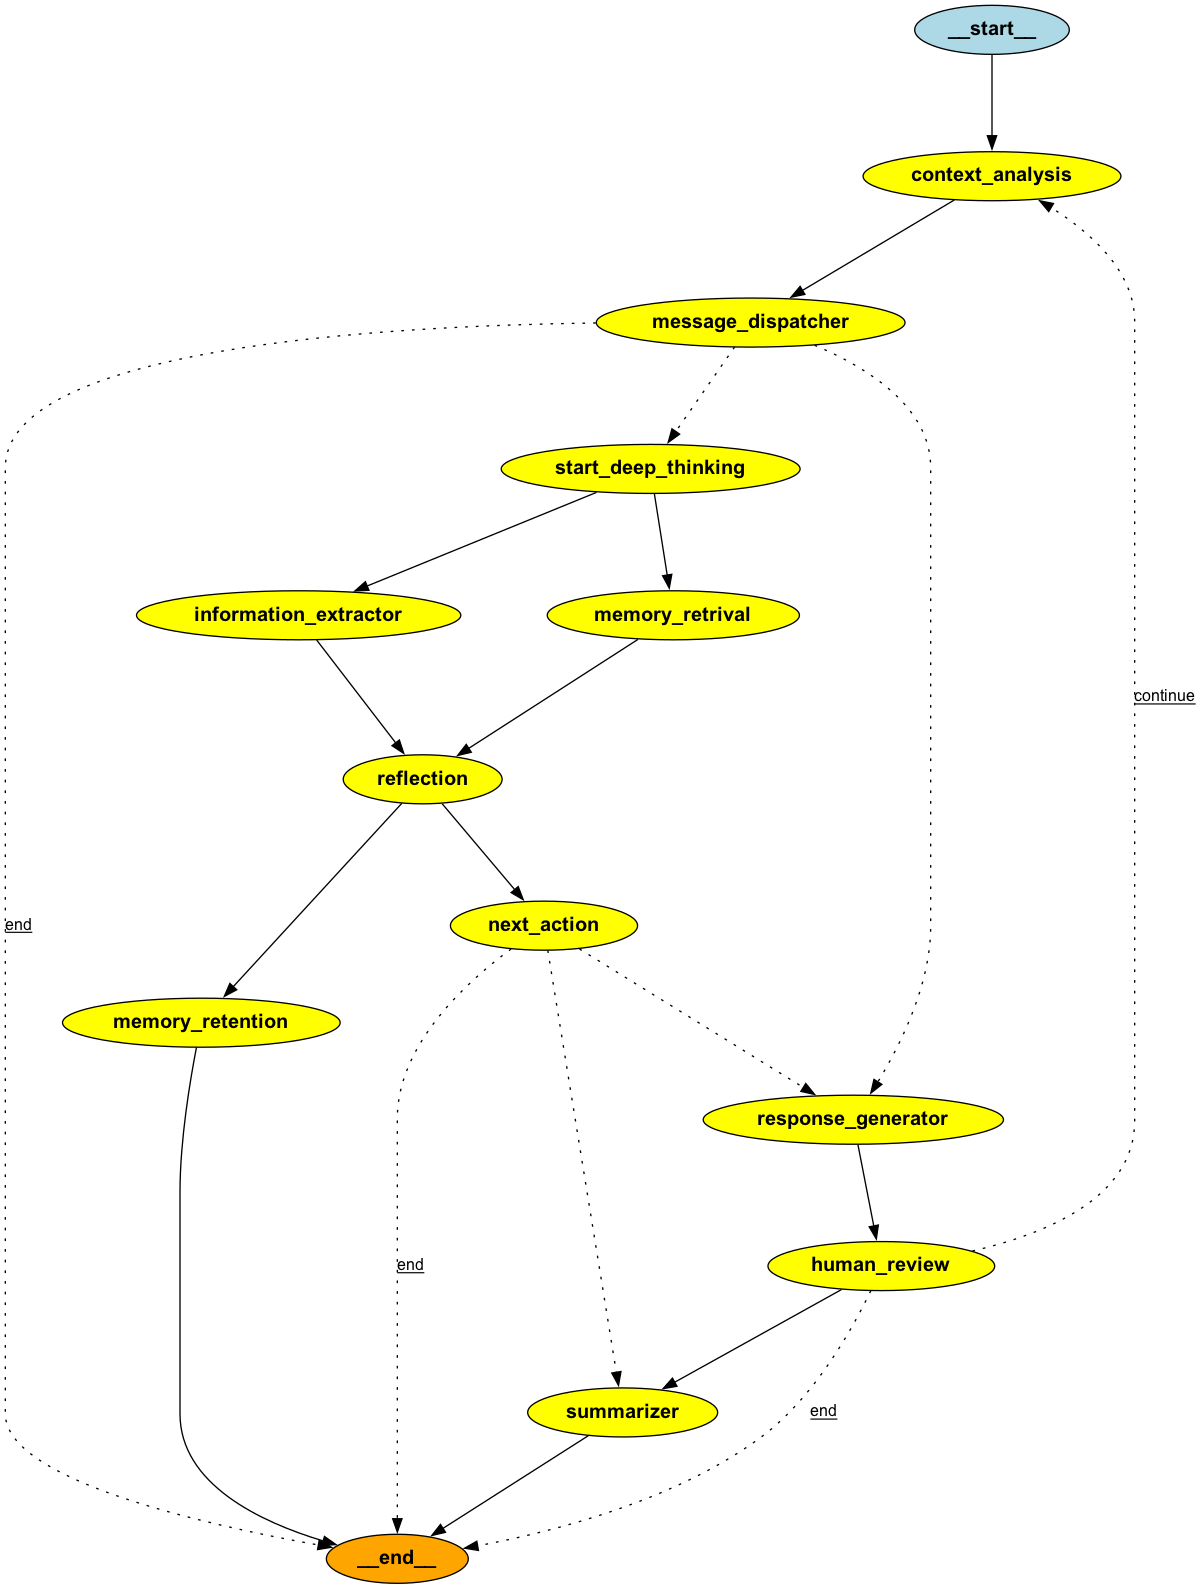 __start__
context_analysis
message_dispatcher
start_deep_thinking
information_extractor
memory_retrival
continue
reflection
end
next_action
memory_retention
response_generator
end
human_review
summarizer
end
__end__